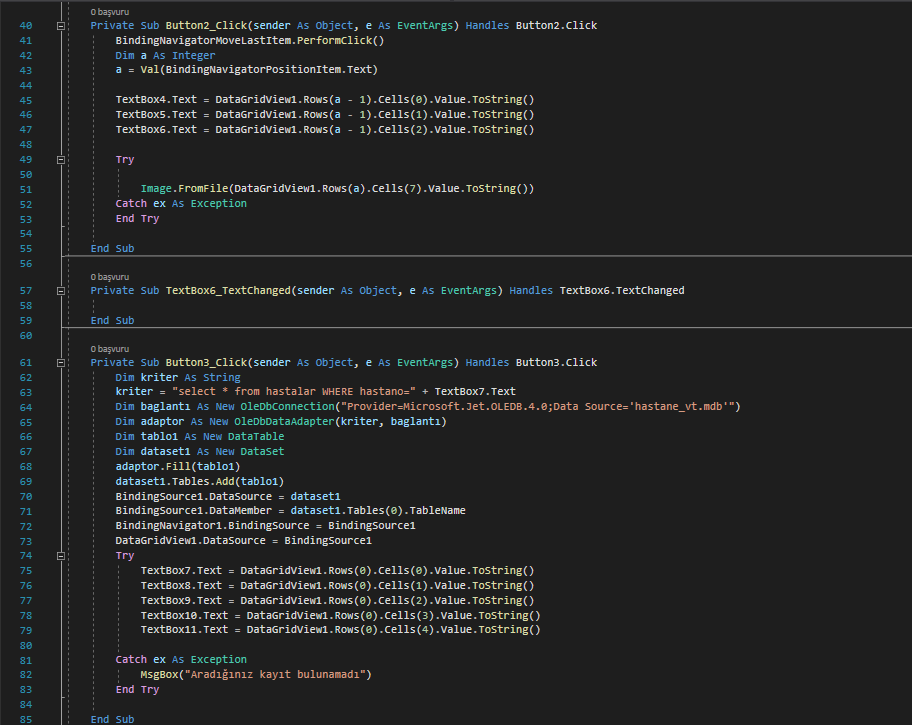 0 başvuru
40 Private Sub Button2_Click(sender As Object, e As EventArgs) Handles Button2.Click
41 BindingNavigatorMoveLastItem.PerformClick()
42 Dim a As Integer
43 a = Val(BindingNavigatorPositionItem.Text)
44
45 TextBox4.Text = DataGridView1.Rows(a - 1).Cells(0).Value.ToString()
46 TextBox5.Text = DataGridView1.Rows(a - 1).Cells(1).Value.ToString()
47 TextBox6.Text = DataGridView1.Rows(a - 1).Cells(2).Value.ToString()
48
49 Try
50
51 Image.FromFile(DataGridView1.Rows(a).Cells(7).Value.ToString())
52 Catch ex As Exception
53 End Try
54
55 End Sub
56
0 başvuru
57 Private Sub TextBox6_TextChanged(sender As Object, e As EventArgs) Handles TextBox6.TextChanged
58
59 End Sub
60
0 başvuru
61 Private Sub Button3_Click(sender As Object, e As EventArgs) Handles Button3.Click
62 Dim kriter As String
63 kriter = "select * from hastalar WHERE hastano=" + TextBox7.Text
64 Dim baglantı As New OleDbConnection("Provider=Microsoft.Jet.OLEDB.4.0;Data Source='hastane_vt.mdb'")
65 Dim adaptor As New OleDbDataAdapter(kriter, baglantı)
66 Dim tablo1 As New DataTable
67 Dim dataset1 As New DataSet
68 adaptor.Fill(tablo1)
69 dataset1.Tables.Add(tablo1)
70 BindingSource1.DataSource = dataset1
71 BindingSource1.DataMember = dataset1.Tables(0).TableName
72 BindingNavigator1.BindingSource = BindingSource1
73 DataGridView1.DataSource = BindingSource1
74 Try
75 TextBox7.Text = DataGridView1.Rows(0).Cells(0).Value.ToString()
76 TextBox8.Text = DataGridView1.Rows(0).Cells(1).Value.ToString()
77 TextBox9.Text = DataGridView1.Rows(0).Cells(2).Value.ToString()
78 TextBox10.Text = DataGridView1.Rows(0).Cells(3).Value.ToString()
79 TextBox11.Text = DataGridView1.Rows(0).Cells(4).Value.ToString()
80
81 Catch ex As Exception
82 MsgBox("Aradığınız kayıt bulunamadı")
83 End Try
84
85 End Sub